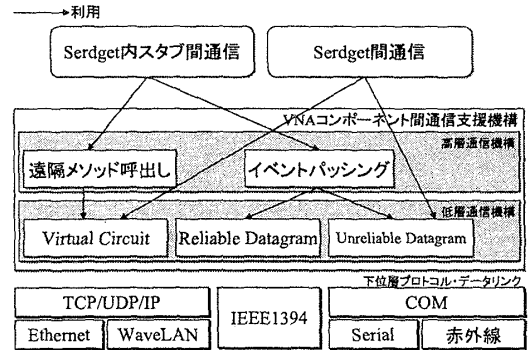 利用
Serdget内スタブ間通信
Serdget間通信
VNAコンポーネント間通信支援機構
高層通信機構
遠隔メソッド呼出し
イベントパッシング
低層通信機構
Virtual Circuit
Reliable Datagram
Unreliable Datagram
下位層プロトコル・データリンク
TCP/UDP/IP
IEEE1394
COM
Ethernet
WaveLAN
Serial
赤外線